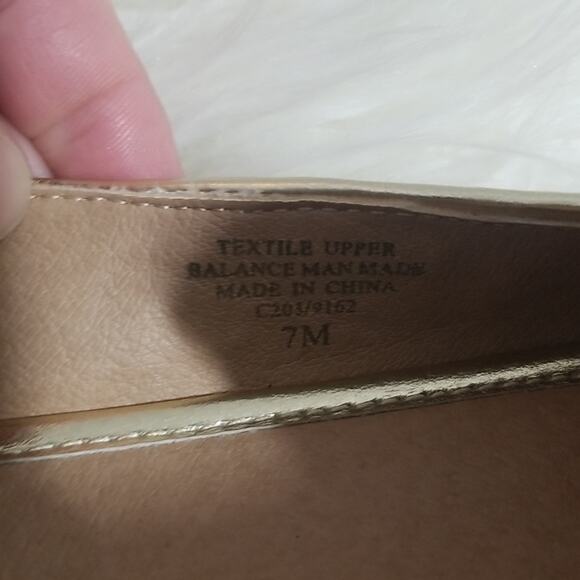 TEXTILE UPPER
BALANCE MAN MADE
MADE IN CHINA
C203/9162
7M